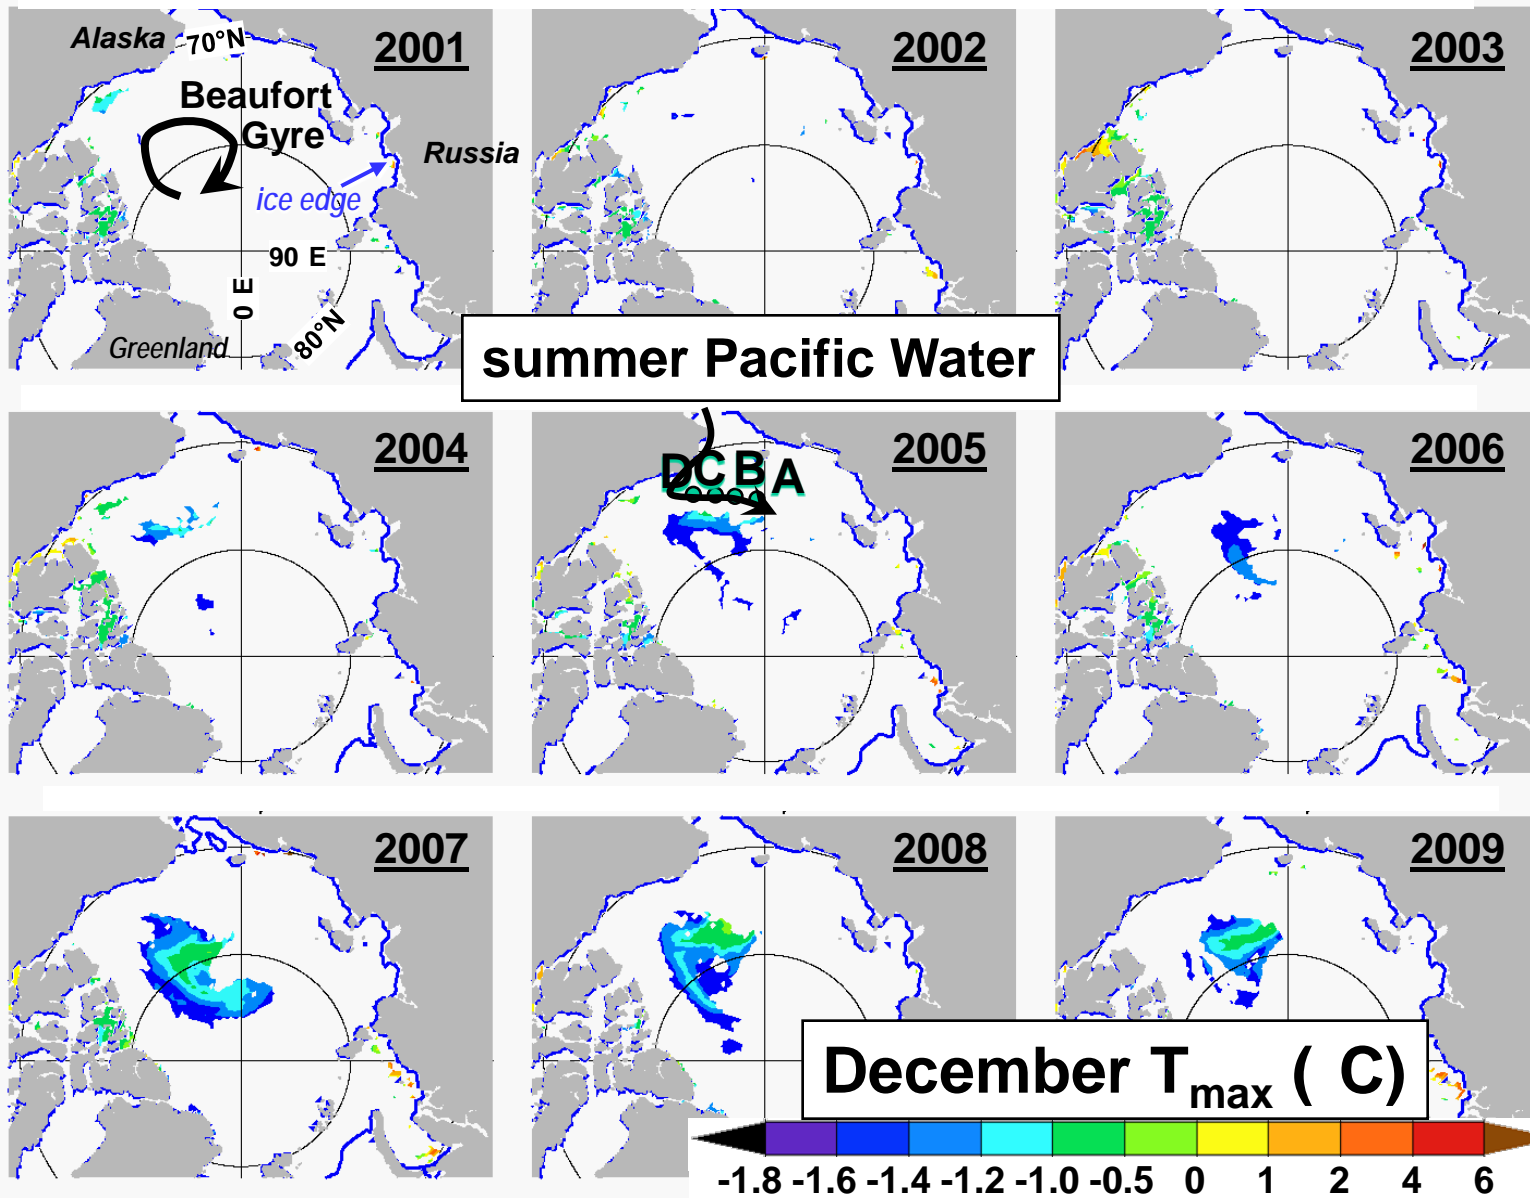 Alaska
70°N
2001
Beaufort
Gyre
Russia
ice edge
90 E
0 E
80°N
Greenland
2002
2003
summer Pacific Water
2004
2005
D C B A
2006
2007
2008
2009
December Tmax ( C)
-1.8 -1.6 -1.4 -1.2 -1.0 -0.5 0 1 2 4 6